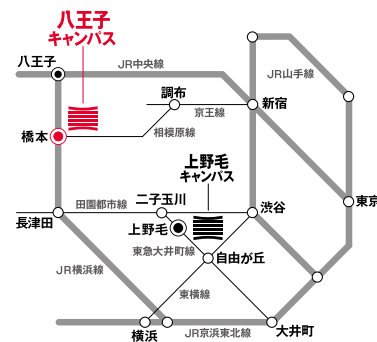 八王子
キャンパス
八王子
JR中央線
JR山手線
調布
新宿
京王線
橋本
相模原線
上野毛
キャンパス
東京
田園都市線
二子玉川
渋谷
長津田
上野毛
東急大井町線
自由が丘
JR横浜線
東横線
横浜
JR京浜東北線
大井町